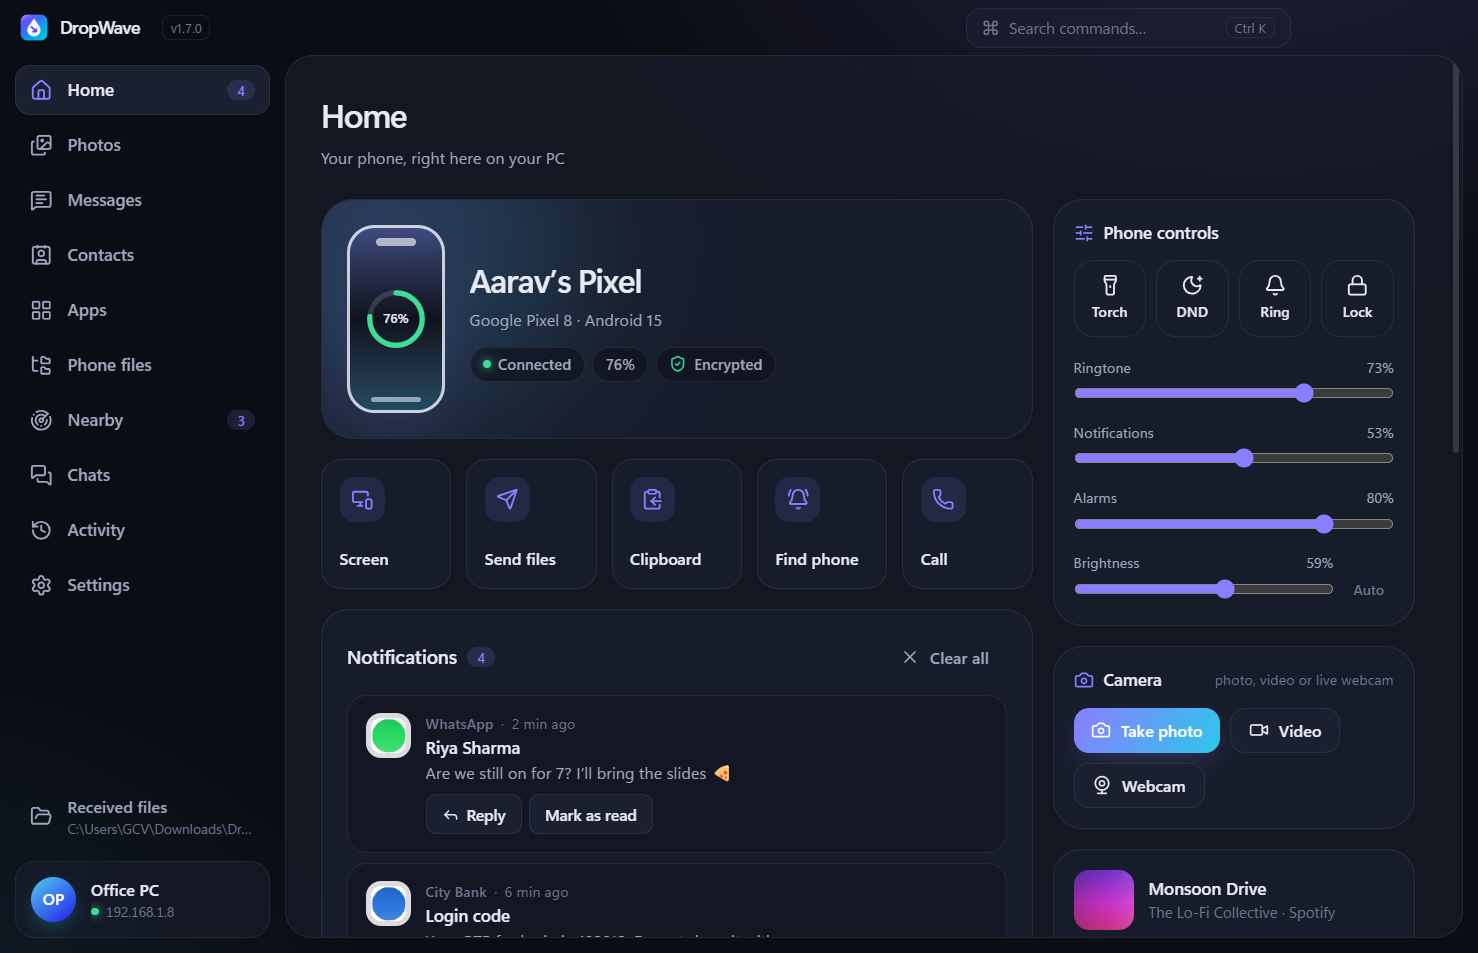 DropWave
v1.7.0
Search commands...
Ctrl K
Home
4
Photos
Messages
Contacts
Apps
Phone files
Nearby
3
Chats
Activity
Settings
Received files
C:\Users\GCV\Downloads\Dr...
OP
Office PC
192.168.1.8
Home
Your phone, right here on your PC
76%
Aarav’s Pixel
Google Pixel 8 · Android 15
Connected
76%
Encrypted
Screen
Send files
Clipboard
Find phone
Call
Notifications
4
Clear all
WhatsApp · 2 min ago
Riya Sharma
Are we still on for 7? I’ll bring the slides 🍕
Reply
Mark as read
City Bank · 6 min ago
Login code
Phone controls
Torch
DND
Ring
Lock
Ringtone
73%
Notifications
53%
Alarms
80%
Brightness
59%
Auto
Camera
photo, video or live webcam
Take photo
Video
Webcam
Monsoon Drive
The Lo-Fi Collective · Spotify